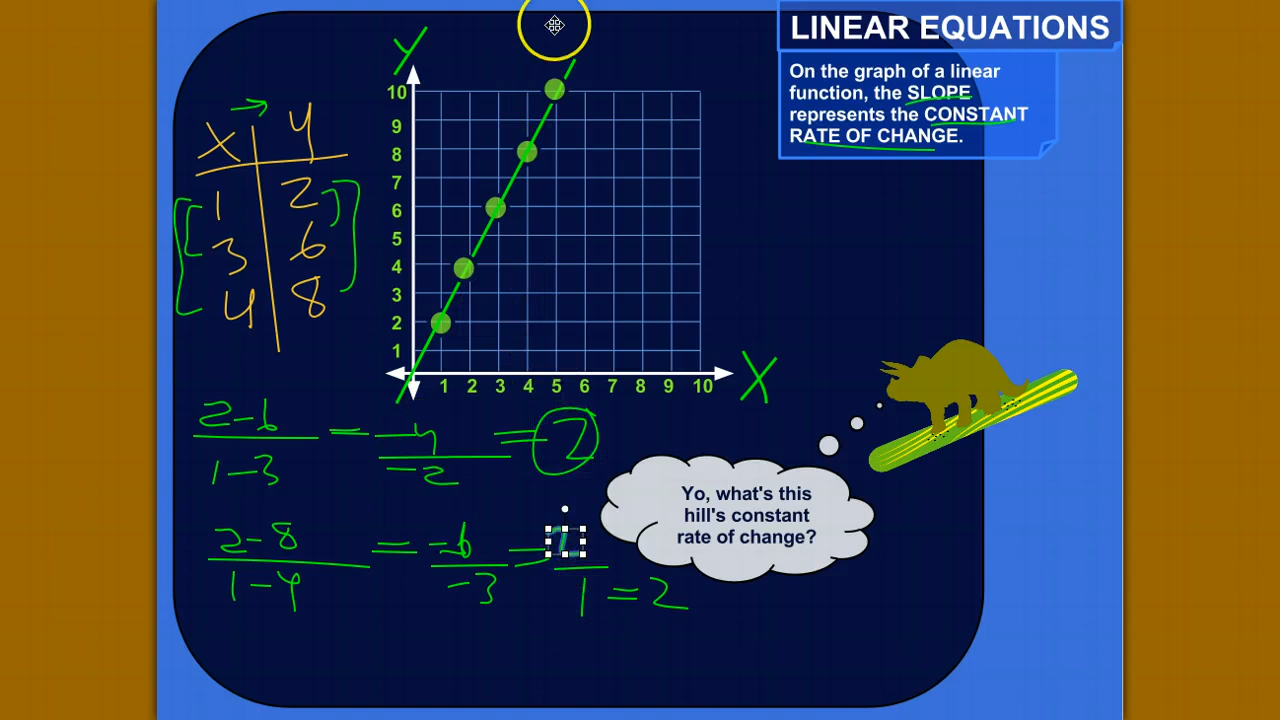 LINEAR EQUATIONS
On the graph of a linear
function, the SLOPE
represents the CONSTANT
RATE OF CHANGE.
Y
10
9
8
7
6
5
4
3
2
1
1 2 3 4 5 6 7 8 9 10
X
X Y
1 2
3 6
4 8
2-6 = -4 = 2
1-3 -2
2-8 = -6 = 2
1-4 -3 1 = 2
Yo, what's this
hill's constant
rate of change?